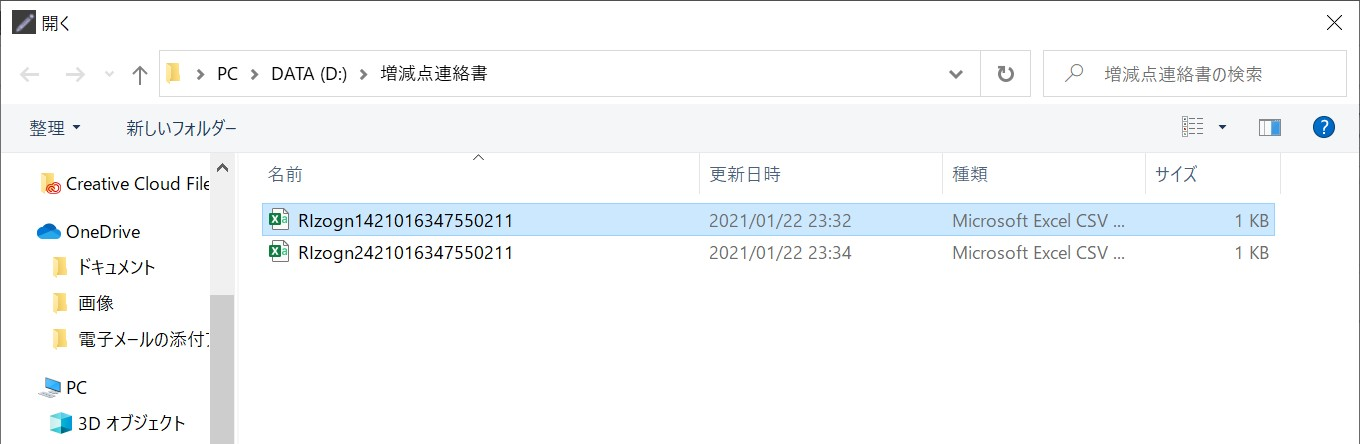 開く
PC > DATA (D:) > 増減点連絡書
増減点連絡書の検索
整理 新しいフォルダー
名前 更新日時 種類 サイズ
Creative Cloud File
OneDrive
ドキュメント
画像
電子メールの添付フ
PC
3D オブジェクト
RIzogn1421016347550211 2021/01/22 23:32 Microsoft Excel CSV ... 1 KB
RIzogn2421016347550211 2021/01/22 23:34 Microsoft Excel CSV ... 1 KB